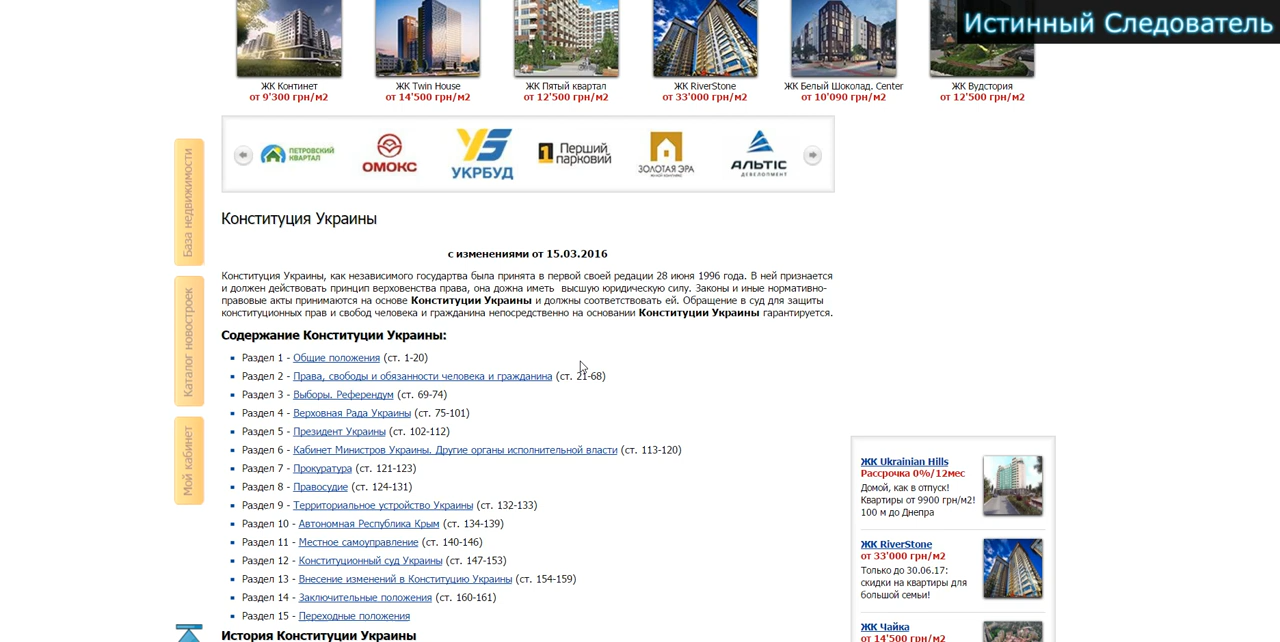 Истинный Следователь
ЖК Континет
от 9'300 грн/м2
ЖК Twin House
от 14'500 грн/м2
ЖК Пятый квартал
от 12'500 грн/м2
ЖК RiverStone
от 33'000 грн/м2
ЖК Белый Шоколад. Center
от 10'090 грн/м2
ЖК Вудстория
от 12'500 грн/м2
ПЕТРОВСКИЙ
КВАРТАЛ
ОМОКС
УБ
УКРБУД
1 Перший
парковий
ЗОЛОТАЯ ЭРА
АЛЬТІС
ДЕВЕЛОПМЕНТ
База недвижимости
Каталог новостроек
Мой кабинет
Конституция Украины
с изменениями от 15.03.2016
Конституция Украины, как независимого государтва была принята в первой своей редации 28 июня 1996 года. В ней признается
и должен действовать принцип верховенства права, она дожна иметь высшую юридическую силу. Законы и иные нормативно-
правовые акты принимаются на основе Конституции Украины и должны соответствовать ей. Обращение в суд для защиты
конституционных прав и свобод человека и гражданина непосредственно на основании Конституции Украины гарантируется.
Содержание Конституции Украины:
Раздел 1 - Общие положения (ст. 1-20)
Раздел 2 - Права, свободы и обязанности человека и гражданина (ст. 21-68)
Раздел 3 - Выборы. Референдум (ст. 69-74)
Раздел 4 - Верховная Рада Украины (ст. 75-101)
Раздел 5 - Президент Украины (ст. 102-112)
Раздел 6 - Кабинет Министров Украины. Другие органы исполнительной власти (ст. 113-120)
Раздел 7 - Прокуратура (ст. 121-123)
Раздел 8 - Правосудие (ст. 124-131)
Раздел 9 - Территориальное устройство Украины (ст. 132-133)
Раздел 10 - Автономная Республика Крым (ст. 134-139)
Раздел 11 - Местное самоуправление (ст. 140-146)
Раздел 12 - Конституционный суд Украины (ст. 147-153)
Раздел 13 - Внесение изменений в Конституцию Украины (ст. 154-159)
Раздел 14 - Заключительные положения (ст. 160-161)
Раздел 15 - Переходные положения
История Конституции Украины
ЖК Ukrainian Hills
Рассрочка 0%/12мес
Домой, как в отпуск!
Квартиры от 9900 грн/м2!
100 м до Днепра
ЖК RiverStone
от 33'000 грн/м2
Только до 30.06.17:
скидки на квартиры для
большой семьи!
ЖК Чайка
от 14'500 грн/м2